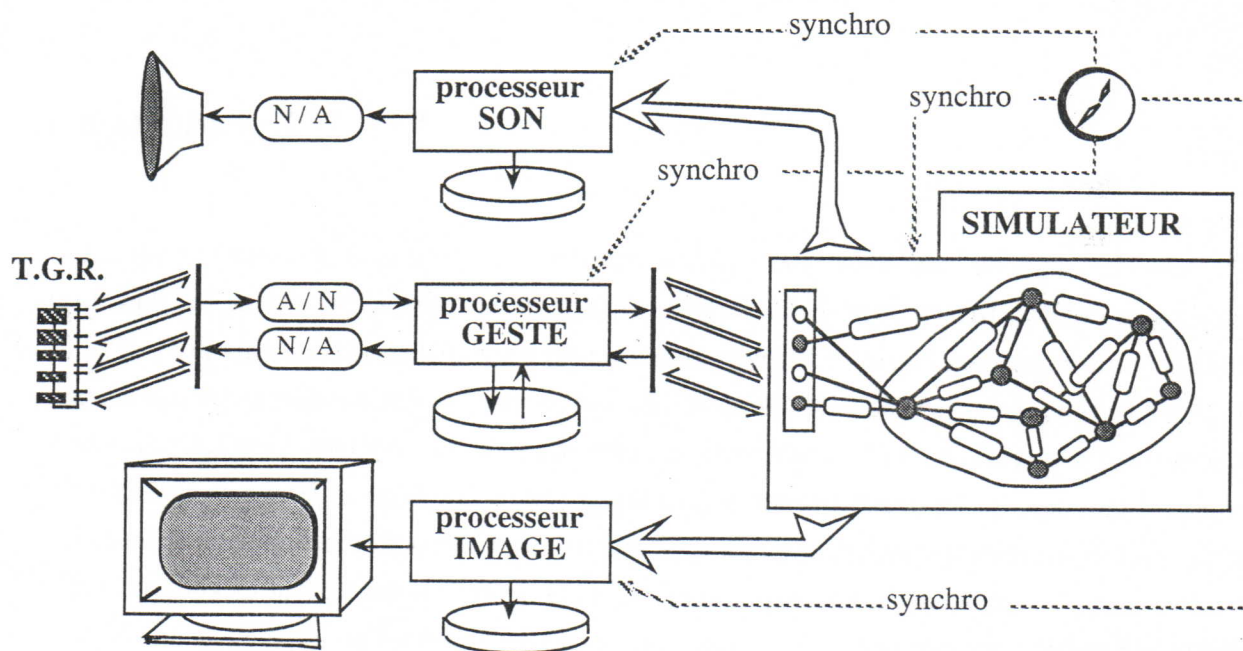 synchro
processeur
SON
N / A
synchro
synchro
SIMULATEUR
T.G.R.
A / N
processeur
GESTE
N / A
processeur
IMAGE
synchro